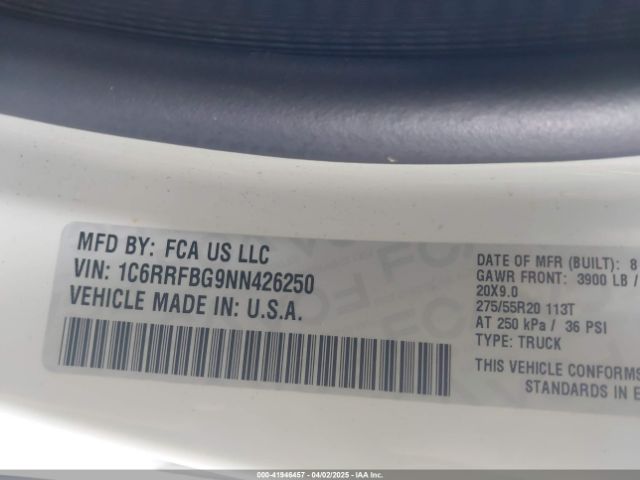 MFD BY: FCA US LLC
VIN: 1C6RRFBG9NN426250
VEHICLE MADE IN: U.S.A.
DATE OF MFR (BUILT): 8
GAWR FRONT: 3900 LB /
20X9.0
275/55R20 113T
AT 250 kPa / 36 PSI
TYPE: TRUCK
THIS VEHICLE CONFORMS
STANDARDS IN E
000-41946457 - 04/02/2025 - IAA Corp.